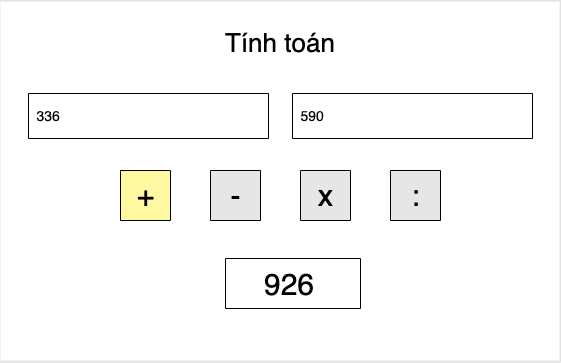 Tính toán
336 590
+ - x :
926